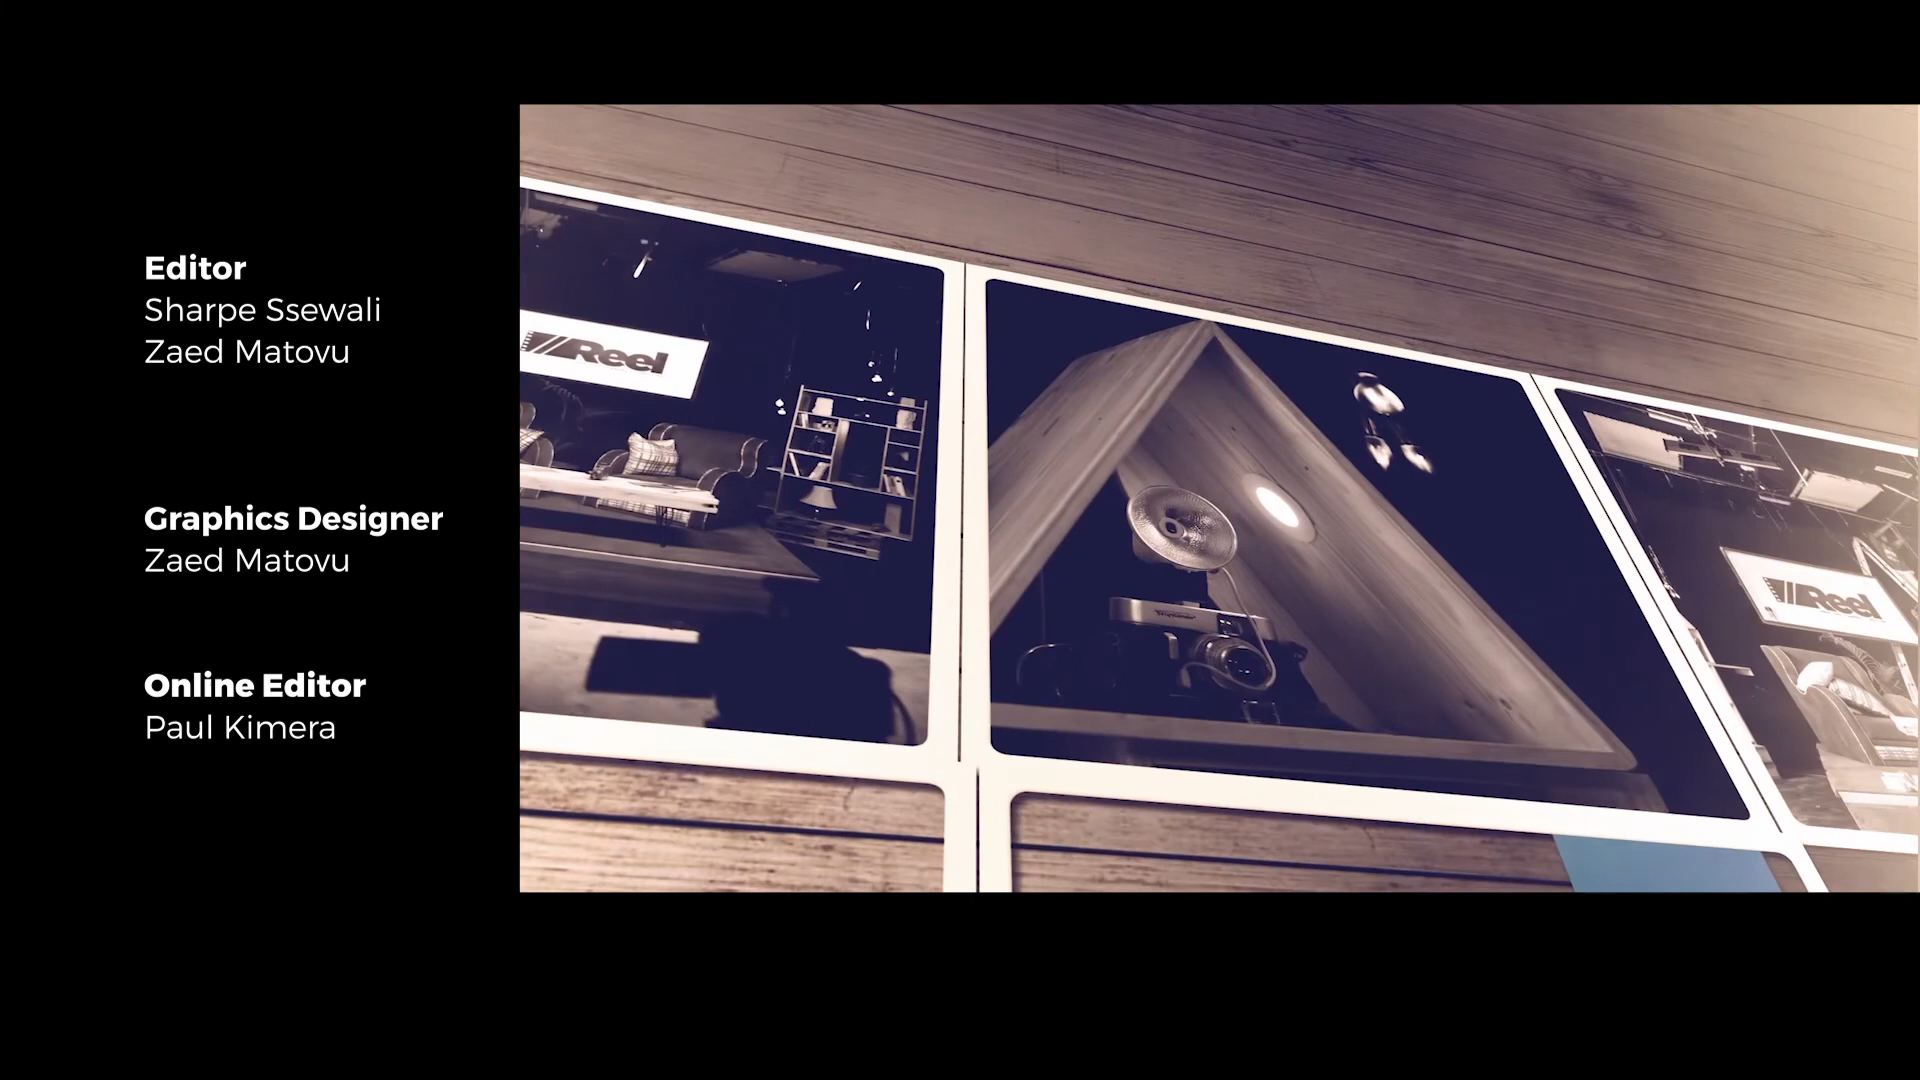 Editor
Sharpe Ssewali
Zaed Matovu
Graphics Designer
Zaed Matovu
Online Editor
Paul Kimera
Reel
Reel